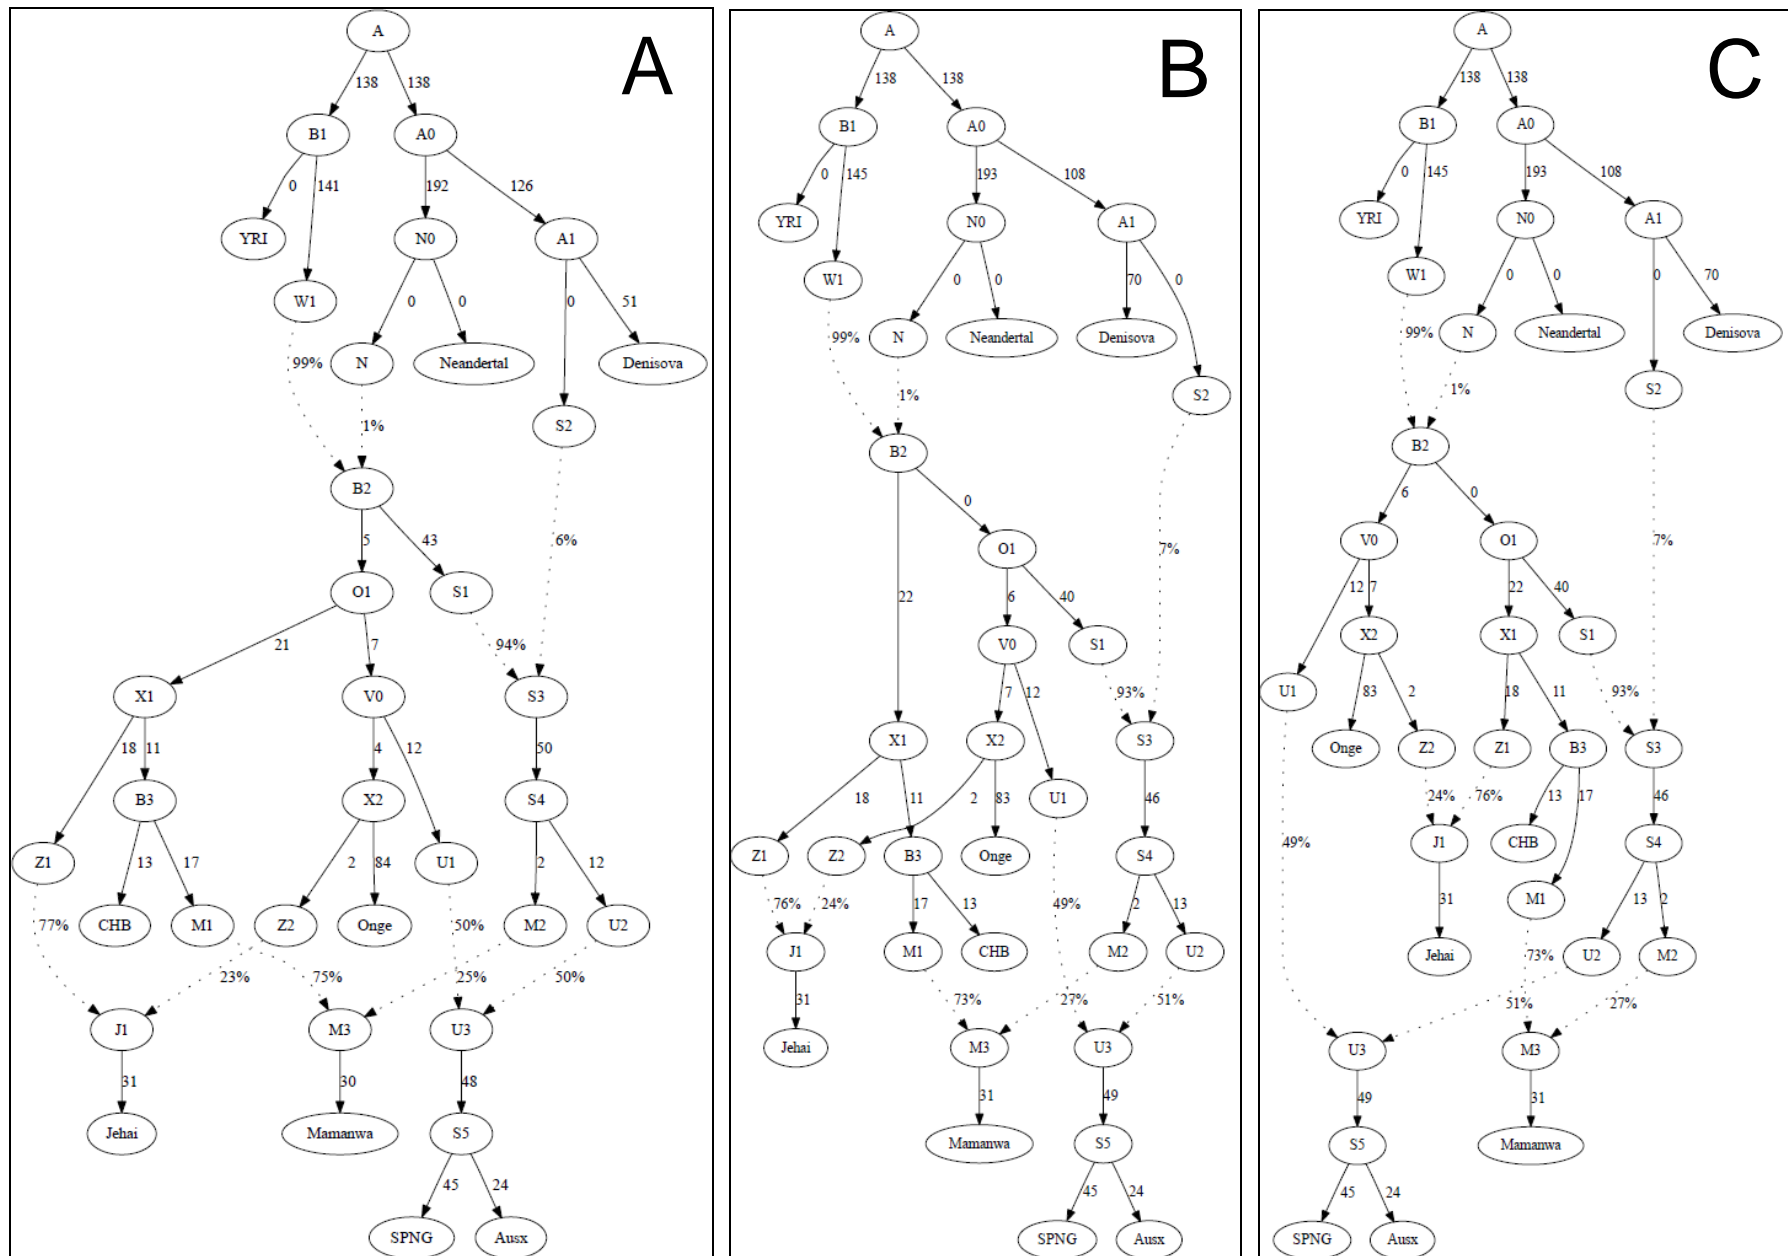 A
A
138 138
B1 A0
0 141 192 126
YRI N0 A1
W1 0 0 0 51
99% N Neandertal Denisova
1% S2
B2
5 43 6%
O1 S1
21 7 94%
X1 V0 S3
18 11 4 12 50
B3 X2 S4
Z1 13 17 2 84 U1 2 12
77% CHB M1 Z2 Onge 50% M2 U2
75% 23% 25% 50%
J1 M3 U3
31 30 48
Jehai Mamanwa S5
45 24
SPNG Ausx
B
A
138 138
B1 A0
0 145 193 108
YRI N0 A1
W1 0 0 70 0
99% N Neandertal Denisova
1% S2
B2
0
O1 7%
22 6 40
V0 S1
7 12 93%
X1 X2 S3
18 11 2 83 U1 46
Z1 Z2 B3 Onge S4
76% 24% 17 13 49% 2 13
J1 M1 CHB M2 U2
31 73% 27% 51%
Jehai M3 U3
31 49
Mamanwa S5
45 24
SPNG Ausx
C
A
138 138
B1 A0
0 145 193 108
YRI N0 A1
W1 0 0 0 70
99% N Neandertal Denisova
1% S2
B2
6 0
V0 O1 7%
12 7 22 40
X2 X1 S1
U1 83 2 18 11 93%
Onge Z2 Z1 B3 S3
24% 76% 13 17 46
49% J1 CHB S4
31 M1 13 2
Jehai 73% U2 M2
51% 27%
U3 M3
49 31
S5 Mamanwa
45 24
SPNG Ausx